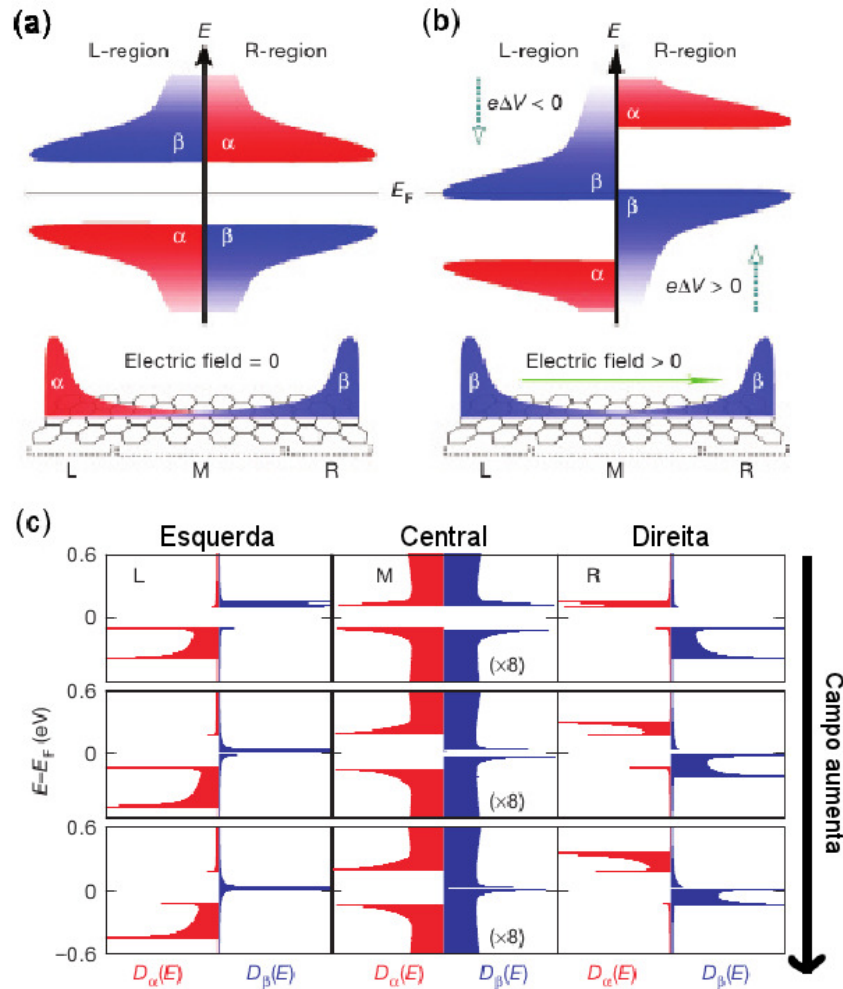 (a)
E
L-region
R-region
β
α
α
β
Electric field = 0
α
β
L
M
R
(b)
E
L-region
R-region
eΔV < 0
α
E_F
β
β
α
eΔV > 0
Electric field > 0
β
β
L
M
R
(c)
Esquerda
Central
Direita
0.6
L
M
R
0
(×8)
0.6
0
(×8)
0.6
0
(×8)
−0.6
E=E_F (eV)
D_α(E)
D_β(E)
D_α(E)
D_β(E)
D_α(E)
D_β(E)
Campo aumenta